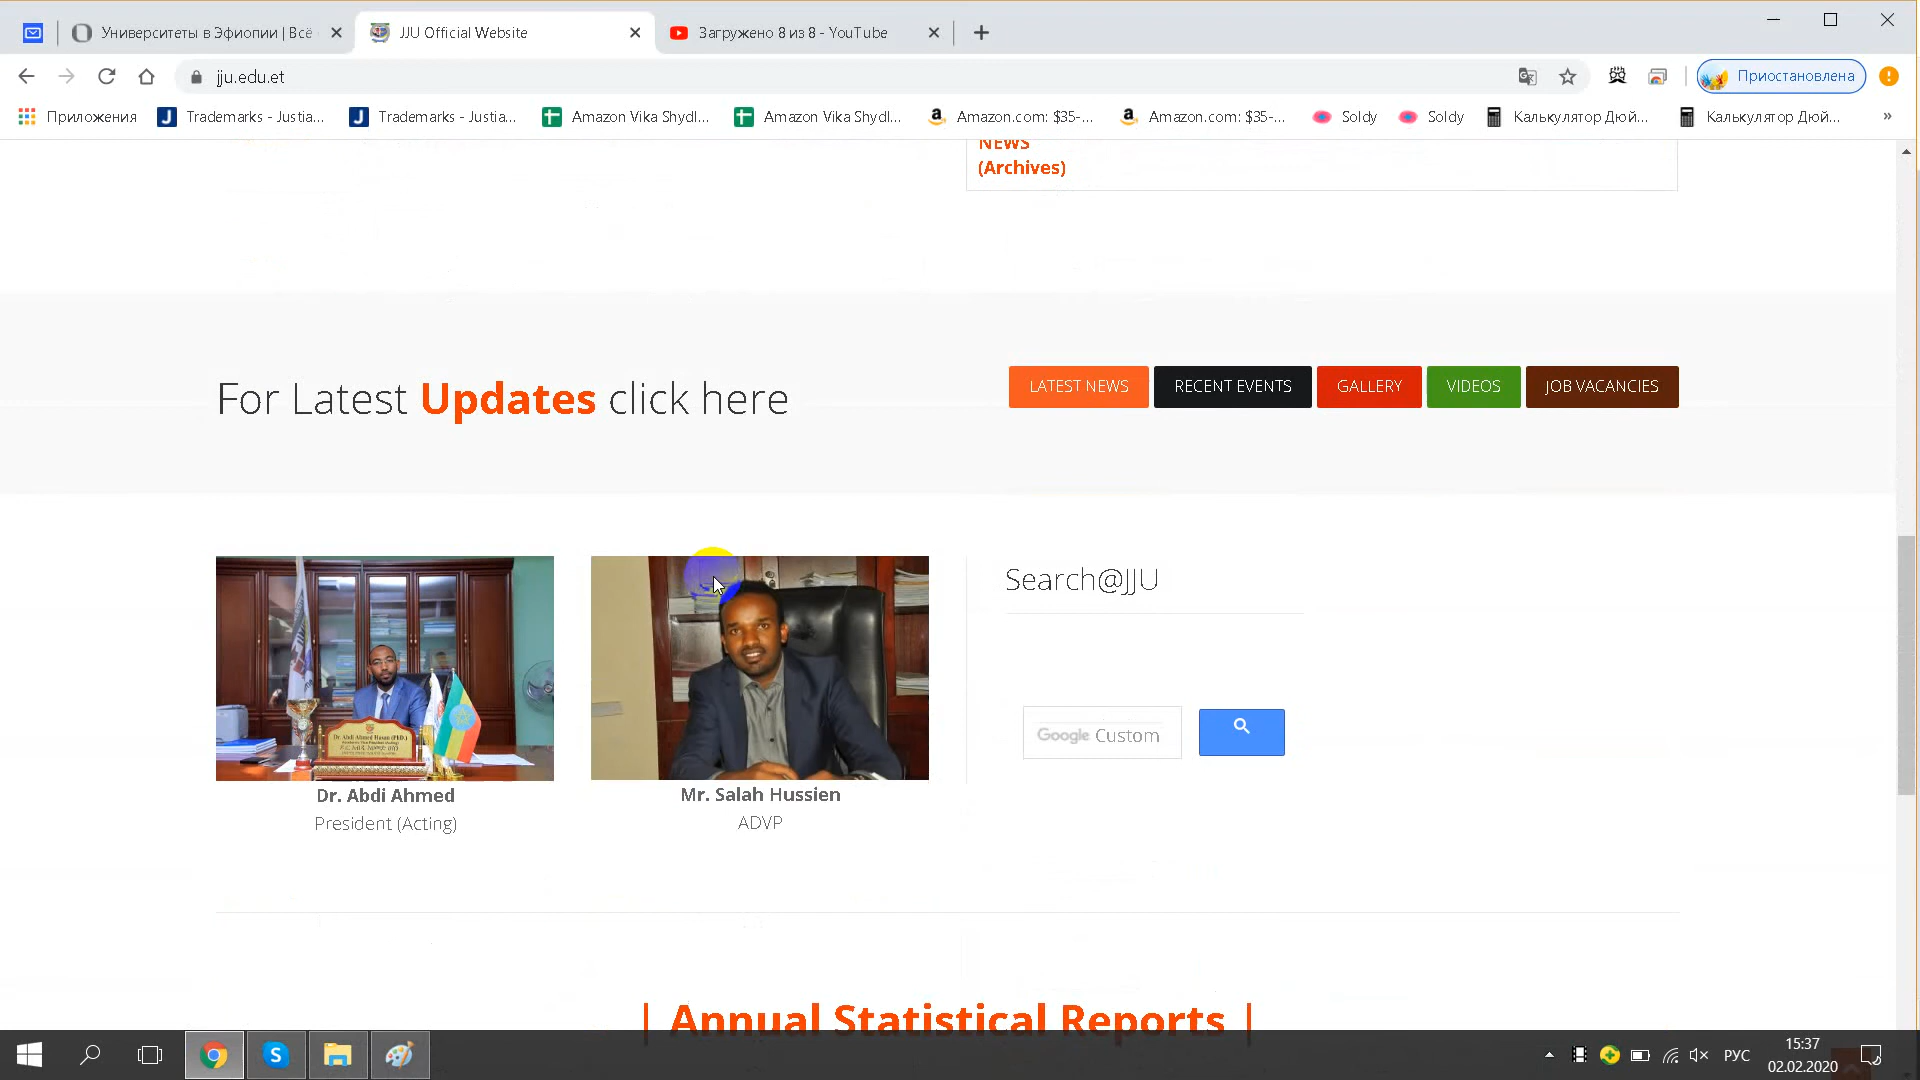 Университеты в Эфиопии | Всё
JJU Official Website
Загружено 8 из 8 - YouTube
jju.edu.et
Приостановлена
Приложения
Trademarks - Justia...
Trademarks - Justia...
Amazon Vika Shydl...
Amazon Vika Shydl...
Amazon.com: $35-...
Amazon.com: $35-...
Soldy
Soldy
Калькулятор Дюй...
Калькулятор Дюй...
»
NEWS
(Archives)
For Latest Updates click here
LATEST NEWS
RECENT EVENTS
GALLERY
VIDEOS
JOB VACANCIES
Search@JJU
Google Custom
Dr. Abdi Ahmed
President (Acting)
Mr. Salah Hussien
ADVP
| Annual Statistical Reports |
РУС
15:37
02.02.2020